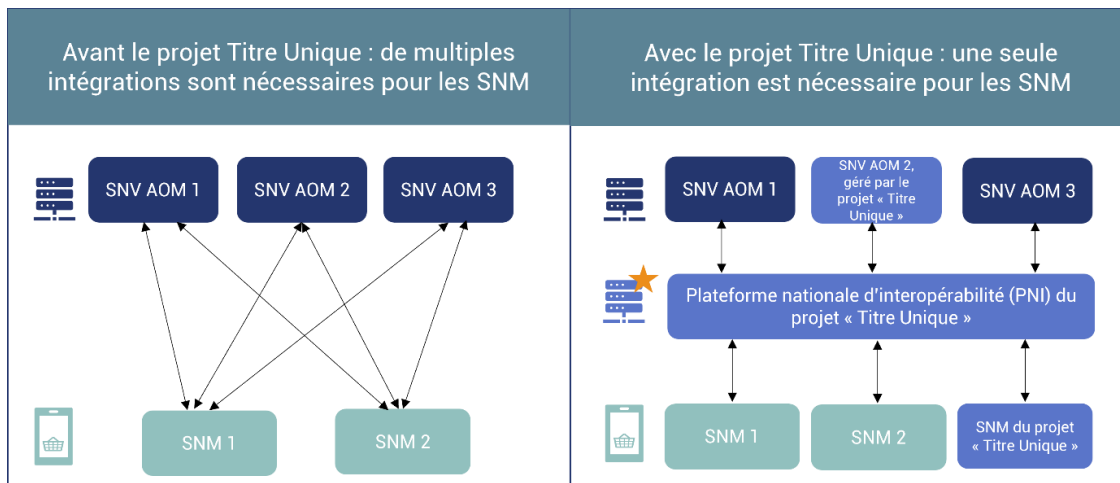 Avant le projet Titre Unique : de multiples
intégrations sont nécessaires pour les SNM
Avec le projet Titre Unique : une seule
intégration est nécessaire pour les SNM
SNV AOM 1
SNV AOM 2
SNV AOM 3
SNM 1
SNM 2
SNV AOM 1
SNV AOM 2,
géré par le
projet « Titre
Unique »
SNV AOM 3
Plateforme nationale d'interopérabilité (PNI) du
projet « Titre Unique »
SNM 1
SNM 2
SNM du projet
« Titre Unique »